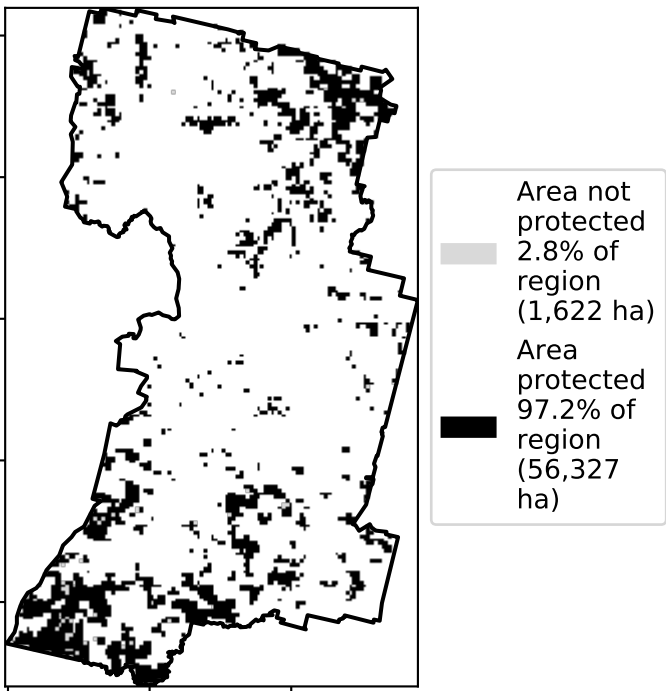 Area not
protected
2.8% of
region
(1,622 ha)
Area
protected
97.2% of
region
(56,327
ha)